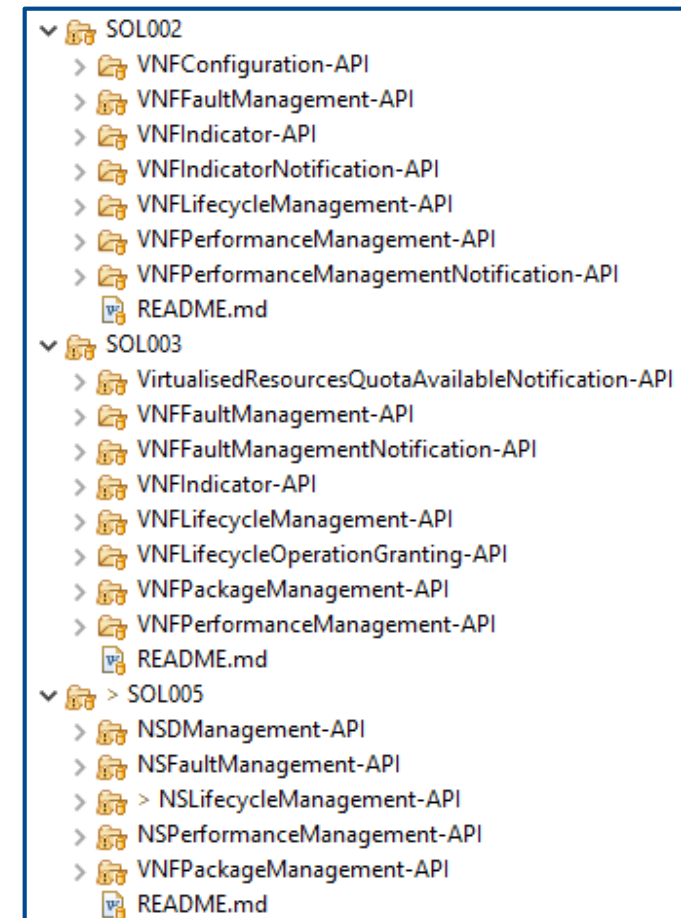 SOL002
VNFConfiguration-API
VNFFaultManagement-API
VNFIndicator-API
VNFIndicatorNotification-API
VNFLifecycleManagement-API
VNFPerformanceManagement-API
VNFPerformanceManagementNotification-API
README.md
SOL003
VirtualisedResourcesQuotaAvailableNotification-API
VNFFaultManagement-API
VNFFaultManagementNotification-API
VNFIndicator-API
VNFLifecycleManagement-API
VNFLifecycleOperationGranting-API
VNFPackageManagement-API
VNFPerformanceManagement-API
README.md
> SOL005
NSDManagement-API
NSFaultManagement-API
> NSLifecycleManagement-API
NSPerformanceManagement-API
VNFPackageManagement-API
README.md